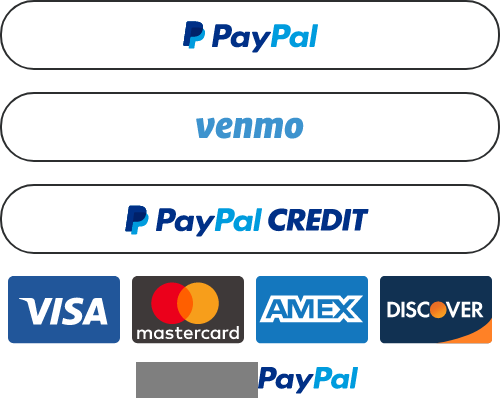 PayPal
venmo
PayPal CREDIT
VISA mastercard AMEX DISCOVER
PayPal